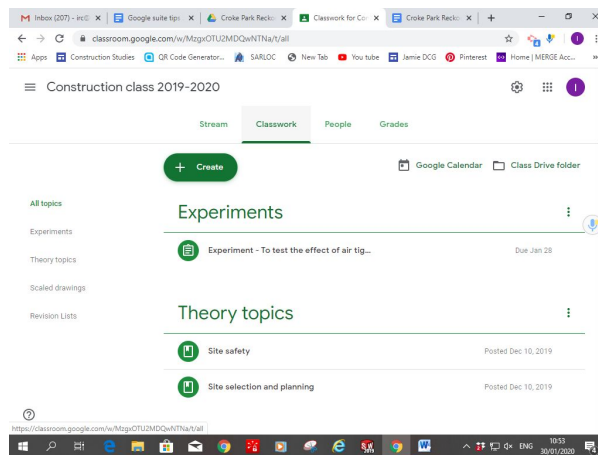 Inbox (207) - irc
Google suite tips
Croke Park Recko
Classwork for Con
Croke Park Recko
classroom.google.com/w/MzgxOTU2MDQwNTNa/t/all
Apps Construction Studies QR Code Generator... SARLOC New Tab You tube Jamie DCG Pinterest Home | MERGE Acc...
Construction class 2019-2020
I
Stream Classwork People Grades
+ Create
Google Calendar Class Drive folder
All topics
Experiments
Theory topics
Scaled drawings
Revision Lists
Experiments
Experiment - To test the effect of air tig... Due Jan 28
Theory topics
Site safety Posted Dec 10, 2019
Site selection and planning Posted Dec 10, 2019
https://classroom.google.com/w/MzgxOTU2MDQwNTNa/t/all
ENG 10:53
30/01/2020